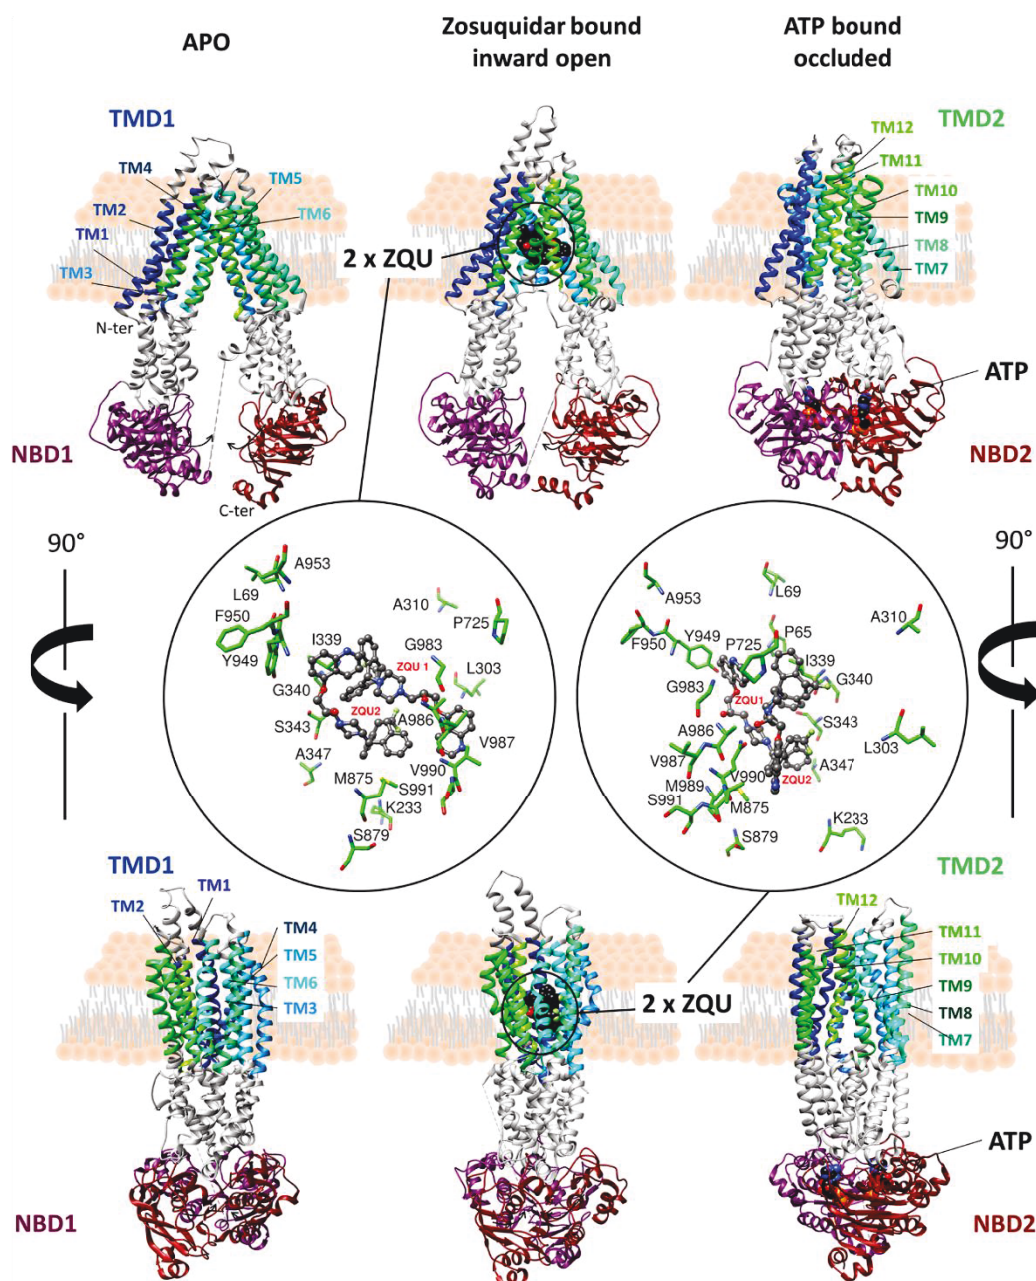 APO
Zosuquidar bound
inward open
ATP bound
occluded
TMD1
TMD2
TM4
TM5
TM2
TM6
TM1
TM3
N-ter
TM12
TM11
TM10
TM9
TM8
TM7
2 x ZQU
ATP
NBD1
C-ter
NBD2
90°
90°
A953
L69
F950
Y949
I339
G340
S343
A347
A310
P725
G983
ZQU 1
L303
ZQU2
A986
V987
V990
M875
S991
K233
S879
A953
L69
A310
F950
Y949
P725
P65
I339
G340
G983
ZQU1
S343
L303
A986
V987
M989
V990
A347
ZQU2
S991
M875
S879
K233
TMD1
TMD2
TM1
TM2
TM4
TM5
TM6
TM3
TM12
TM11
TM10
TM9
TM8
TM7
2 x ZQU
ATP
NBD1
NBD2